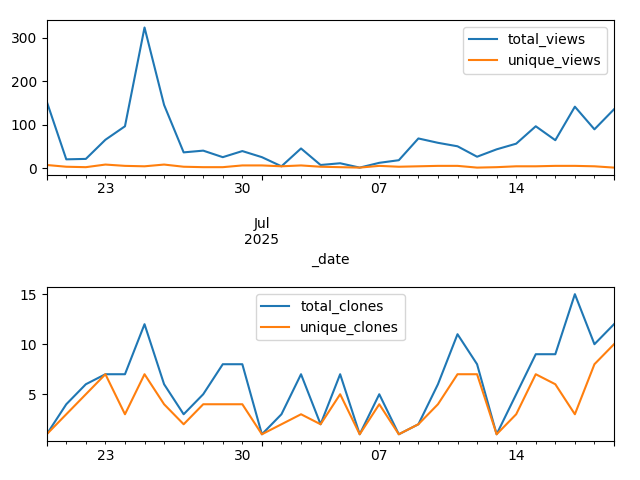 300
200
100
0
total_views
unique_views
23
30
07
14
Jul
2025
_date
15
10
5
total_clones
unique_clones
23
30
07
14